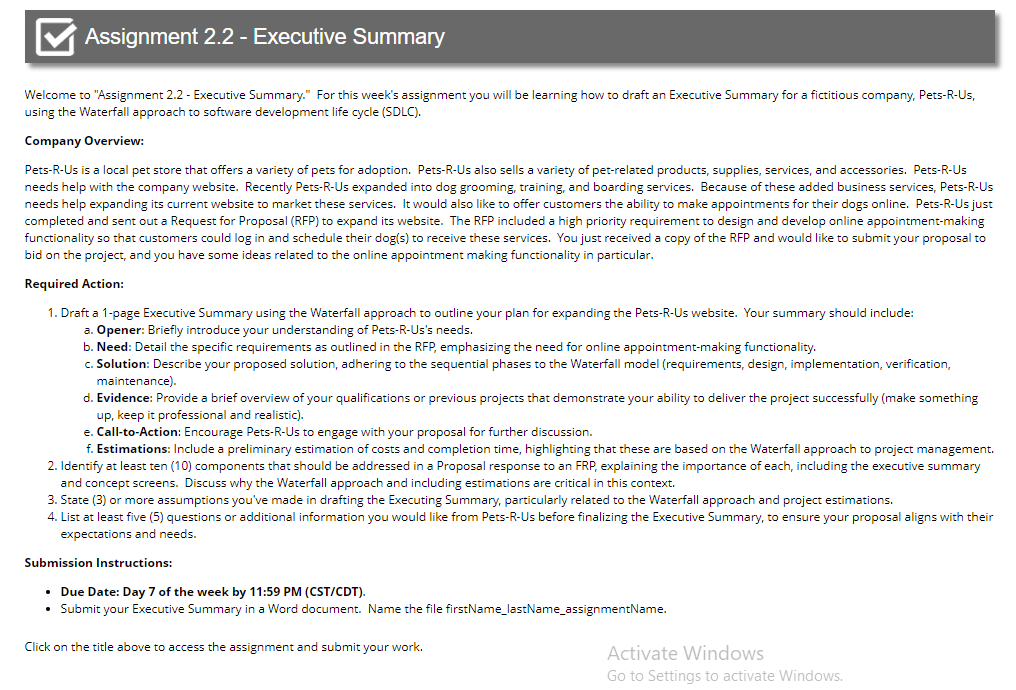 Assignment 2.2 - Executive Summary
Welcome to "Assignment 2.2 - Executive Summary."  For this week's assignment you will be learning how to draft an Executive Summary for a fictitious company, Pets-R-Us,
using the Waterfall approach to software development life cycle (SDLC).
Company Overview:
Pets-R-Us is a local pet store that offers a variety of pets for adoption.  Pets-R-Us also sells a variety of pet-related products, supplies, services, and accessories.  Pets-R-Us
needs help with the company website.  Recently Pets-R-Us expanded into dog grooming, training, and boarding services.  Because of these added business services, Pets-R-Us
needs help expanding its current website to market these services.  It would also like to offer customers the ability to make appointments for their dogs online.  Pets-R-Us just
completed and sent out a Request for Proposal (RFP) to expand its website.  The RFP included a high priority requirement to design and develop online appointment-making
functionality so that customers could log in and schedule their dog(s) to receive these services.  You just received a copy of the RFP and would like to submit your proposal to
bid on the project, and you have some ideas related to the online appointment making functionality in particular.
Required Action:
1. Draft a 1-page Executive Summary using the Waterfall approach to outline your plan for expanding the Pets-R-Us website.  Your summary should include:
a. Opener: Briefly introduce your understanding of Pets-R-Us's needs.
b. Need: Detail the specific requirements as outlined in the RFP, emphasizing the need for online appointment-making functionality.
c. Solution: Describe your proposed solution, adhering to the sequential phases to the Waterfall model (requirements, design, implementation, verification,
maintenance).
d. Evidence: Provide a brief overview of your qualifications or previous projects that demonstrate your ability to deliver the project successfully (make something
up, keep it professional and realistic).
e. Call-to-Action: Encourage Pets-R-Us to engage with your proposal for further discussion.
f. Estimations: Include a preliminary estimation of costs and completion time, highlighting that these are based on the Waterfall approach to project management.
2. Identify at least ten (10) components that should be addressed in a Proposal response to an FRP, explaining the importance of each, including the executive summary
and concept screens.  Discuss why the Waterfall approach and including estimations are critical in this context.
3. State (3) or more assumptions you've made in drafting the Executing Summary, particularly related to the Waterfall approach and project estimations.
4. List at least five (5) questions or additional information you would like from Pets-R-Us before finalizing the Executive Summary, to ensure your proposal aligns with their
expectations and needs.
Submission Instructions:
• Due Date: Day 7 of the week by 11:59 PM (CST/CDT).
• Submit your Executive Summary in a Word document.  Name the file firstName_lastName_assignmentName.
Click on the title above to access the assignment and submit your work.
Activate Windows
Go to Settings to activate Windows.